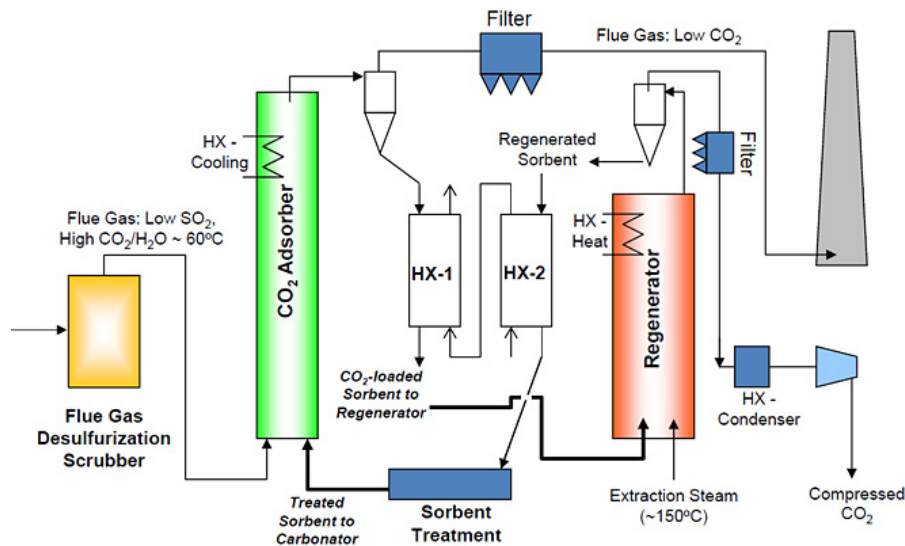 Filter
Flue Gas: Low CO₂
HX -
Cooling
CO₂ Adsorber
Regenerated
Sorbent
Filter
Flue Gas: Low SO₂,
High CO₂/H₂O ~ 60ºC
HX-1
HX-2
HX -
Heat
Regenerator
CO₂-loaded
Sorbent to
Regenerator
HX -
Condenser
Flue Gas
Desulfurization
Scrubber
Treated
Sorbent to
Carbonator
Sorbent
Treatment
Extraction Steam
(~150ºC)
Compressed
CO₂